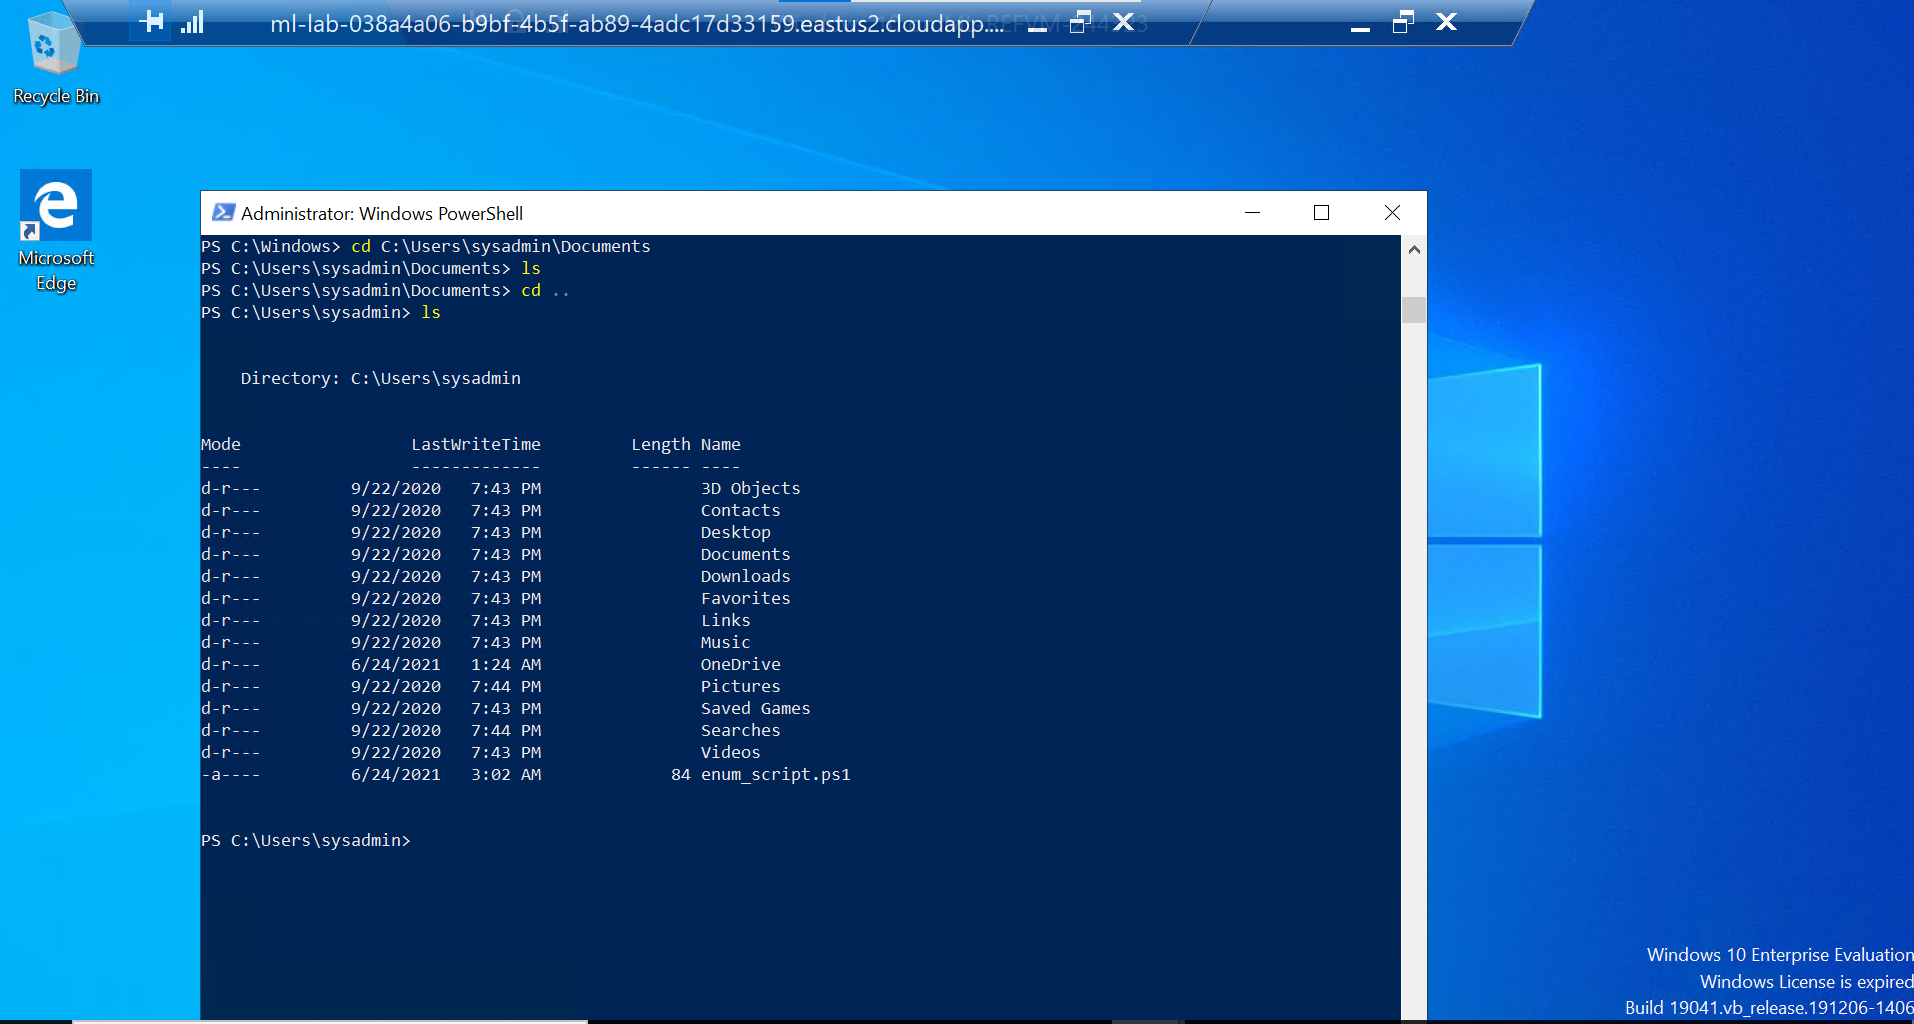 ml-lab-038a4a06-b9bf-4b5f-ab89-4adc17d33159.eastus2.cloudapp....
Recycle Bin
Microsoft
Edge
Administrator: Windows PowerShell
PS C:\Windows> cd C:\Users\sysadmin\Documents
PS C:\Users\sysadmin\Documents> ls
PS C:\Users\sysadmin\Documents> cd ..
PS C:\Users\sysadmin> ls
Directory: C:\Users\sysadmin
Mode LastWriteTime Length Name
---- ------------- ------ ----
d-r--- 9/22/2020 7:43 PM 3D Objects
d-r--- 9/22/2020 7:43 PM Contacts
d-r--- 9/22/2020 7:43 PM Desktop
d-r--- 9/22/2020 7:43 PM Documents
d-r--- 9/22/2020 7:43 PM Downloads
d-r--- 9/22/2020 7:43 PM Favorites
d-r--- 9/22/2020 7:43 PM Links
d-r--- 9/22/2020 7:43 PM Music
d-r--- 6/24/2021 1:24 AM OneDrive
d-r--- 9/22/2020 7:44 PM Pictures
d-r--- 9/22/2020 7:43 PM Saved Games
d-r--- 9/22/2020 7:44 PM Searches
d-r--- 9/22/2020 7:43 PM Videos
-a---- 6/24/2021 3:02 AM 84 enum_script.ps1
PS C:\Users\sysadmin>
Windows 10 Enterprise Evaluation
Windows License is expired
Build 19041.vb_release.191206-1406